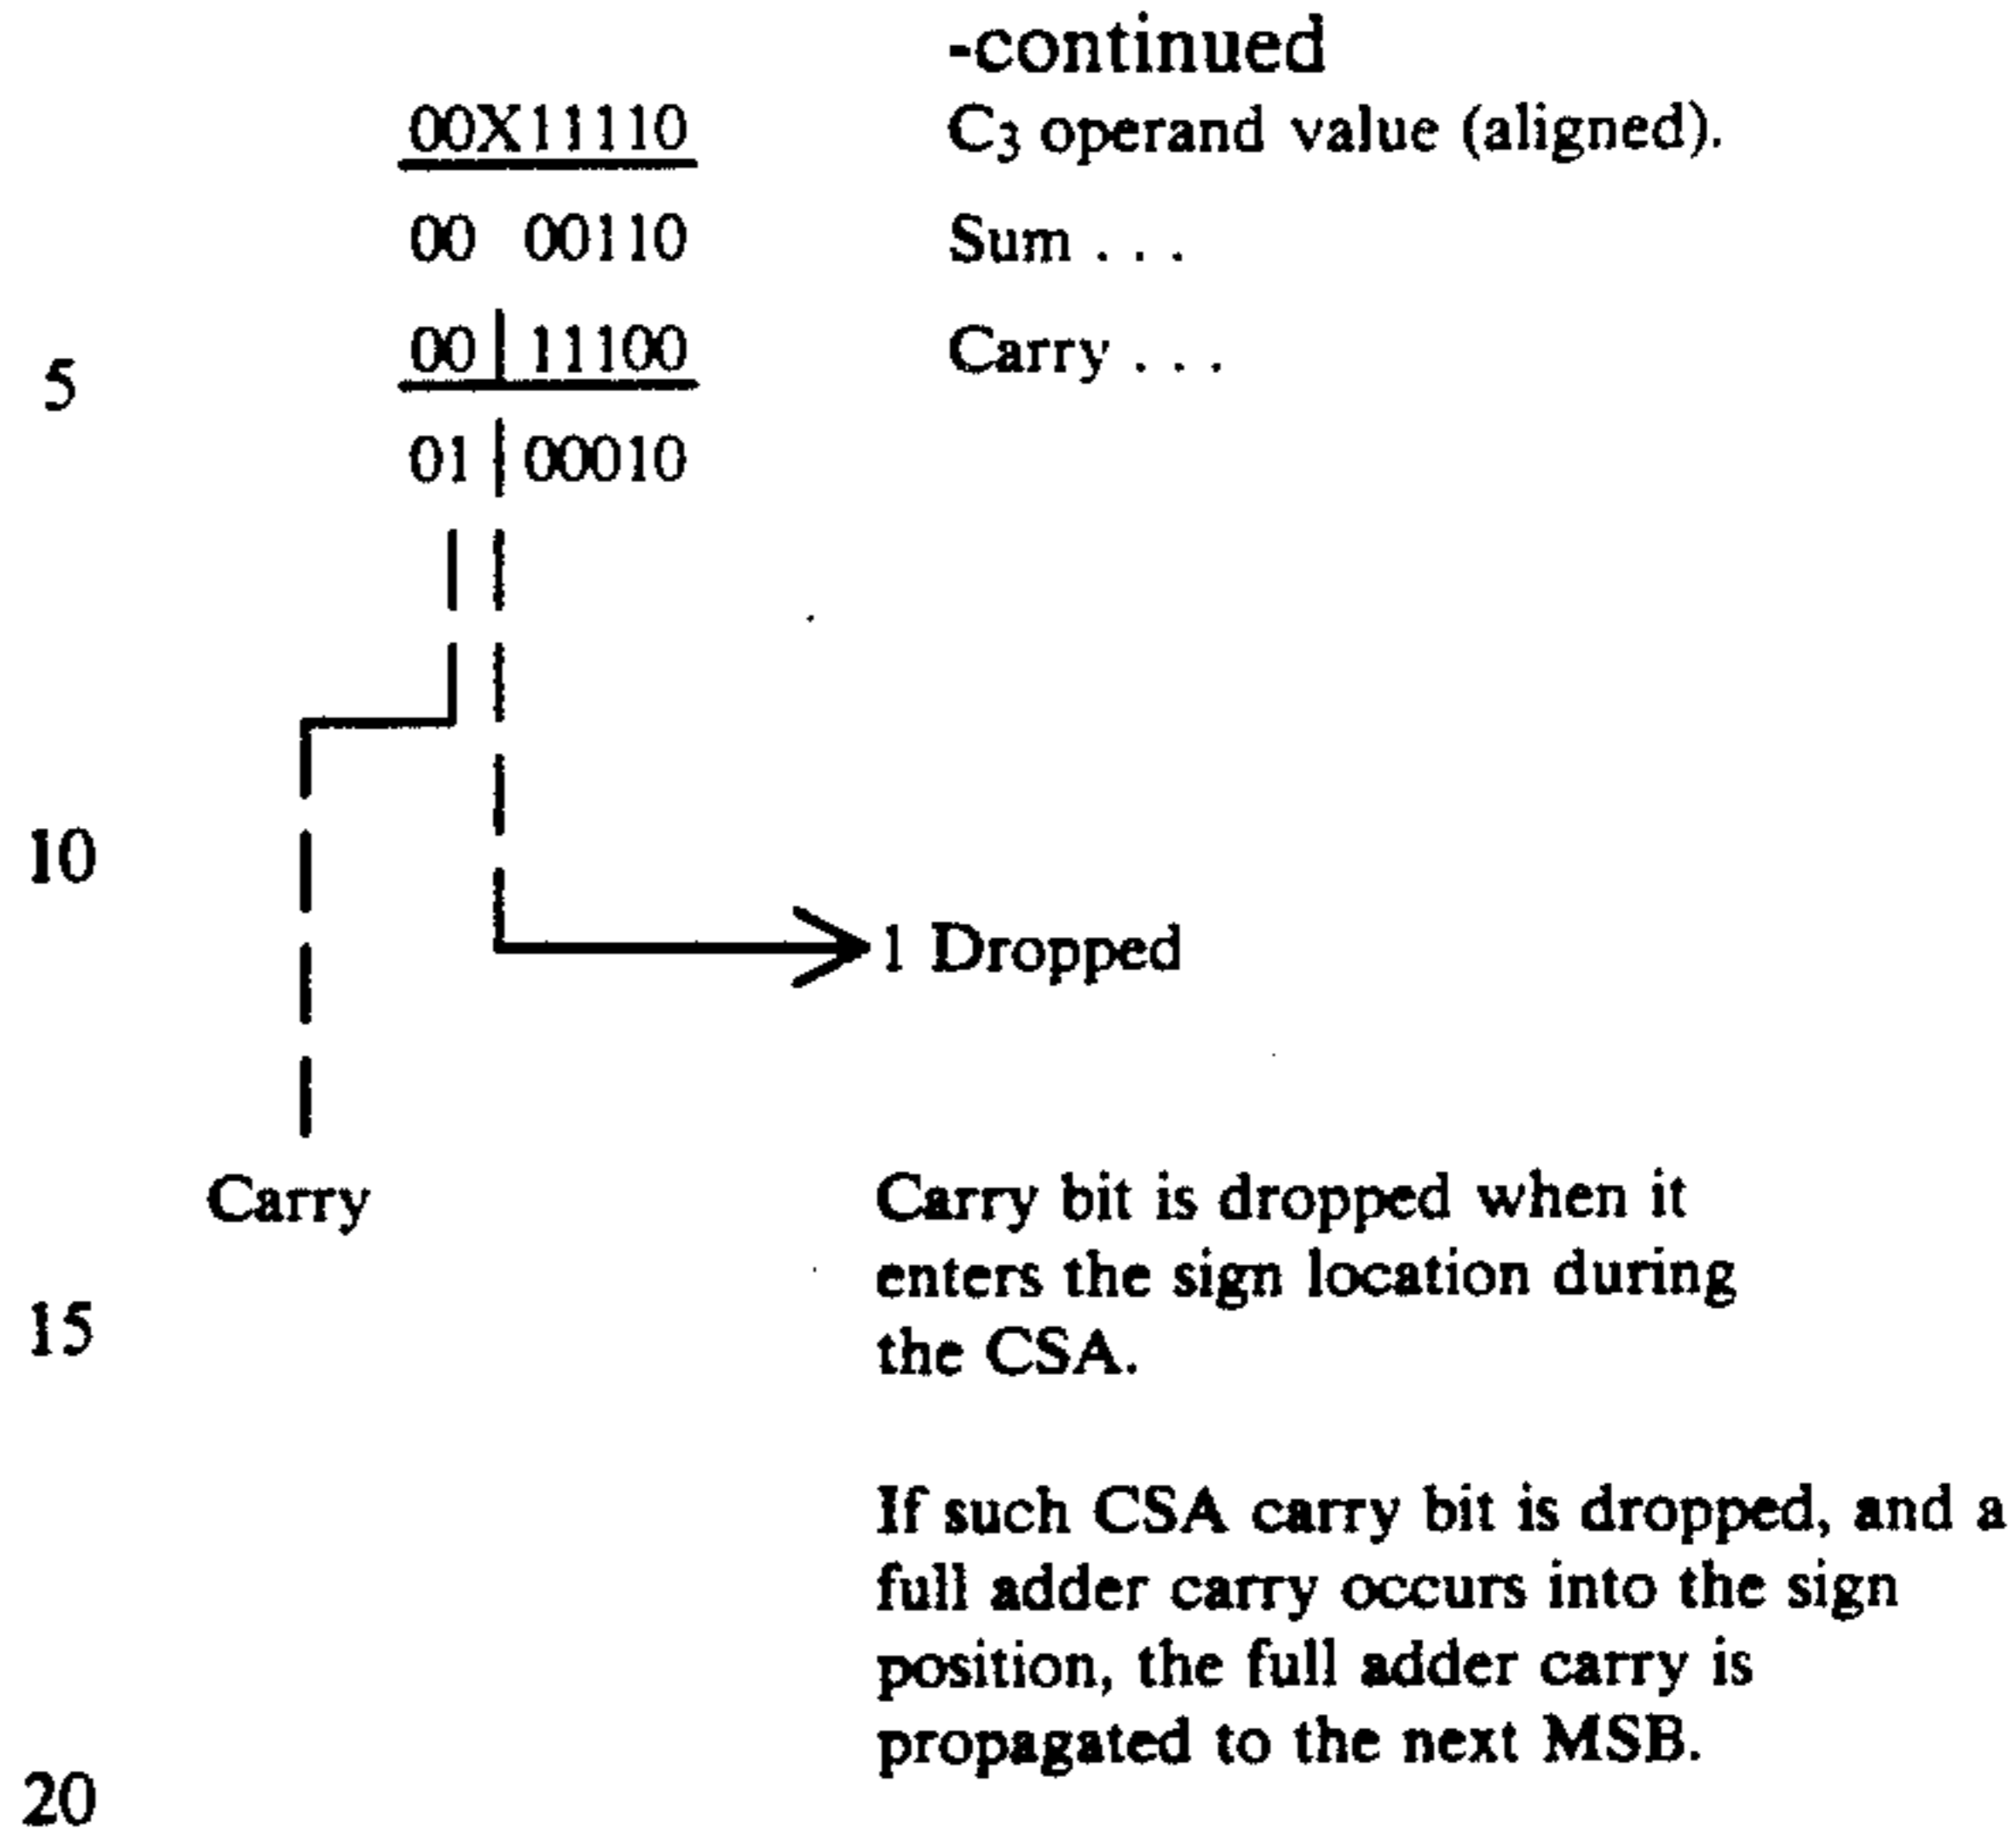 -continued
00X11110 C₃ operand value (aligned).
00 00110 Sum . . .
00 11100 Carry . . .
5
01 00010
10
1 Dropped
Carry Carry bit is dropped when it
enters the sign location during
15
the CSA.
If such CSA carry bit is dropped, and a
full adder carry occurs into the sign
position, the full adder carry is
propagated to the next MSB.
20